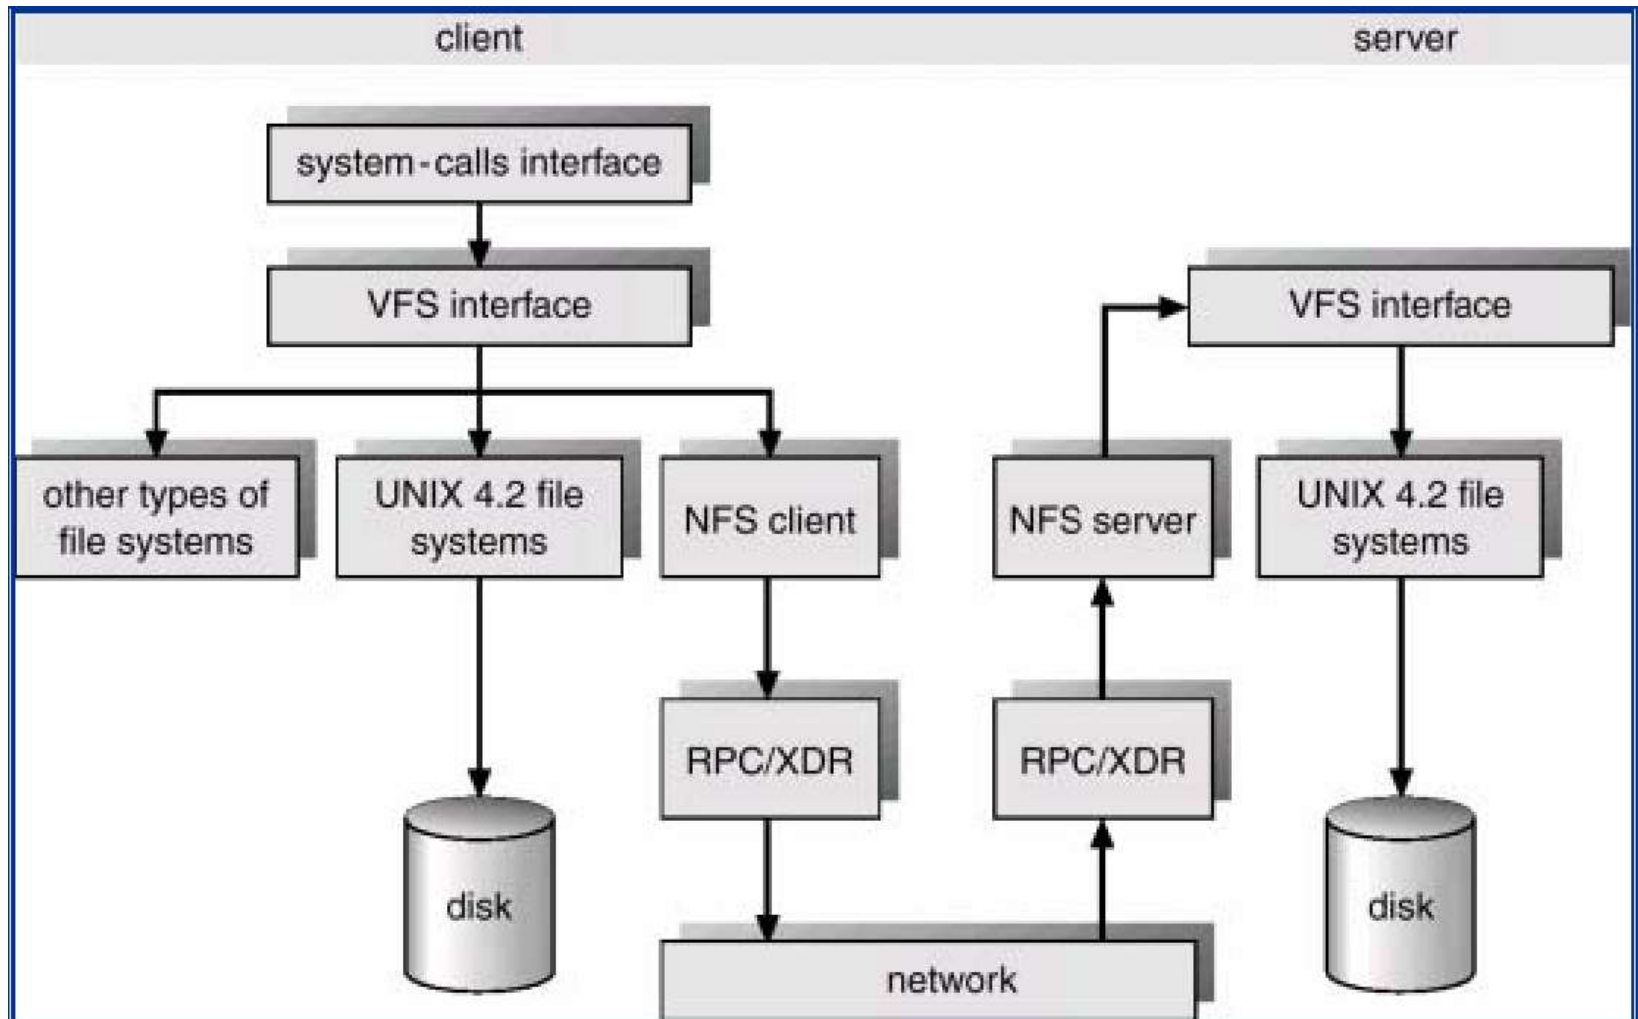 client
server
system-calls interface
VFS interface
VFS interface
other types of
file systems
UNIX 4.2 file
systems
NFS client
NFS server
UNIX 4.2 file
systems
RPC/XDR
RPC/XDR
disk
disk
network